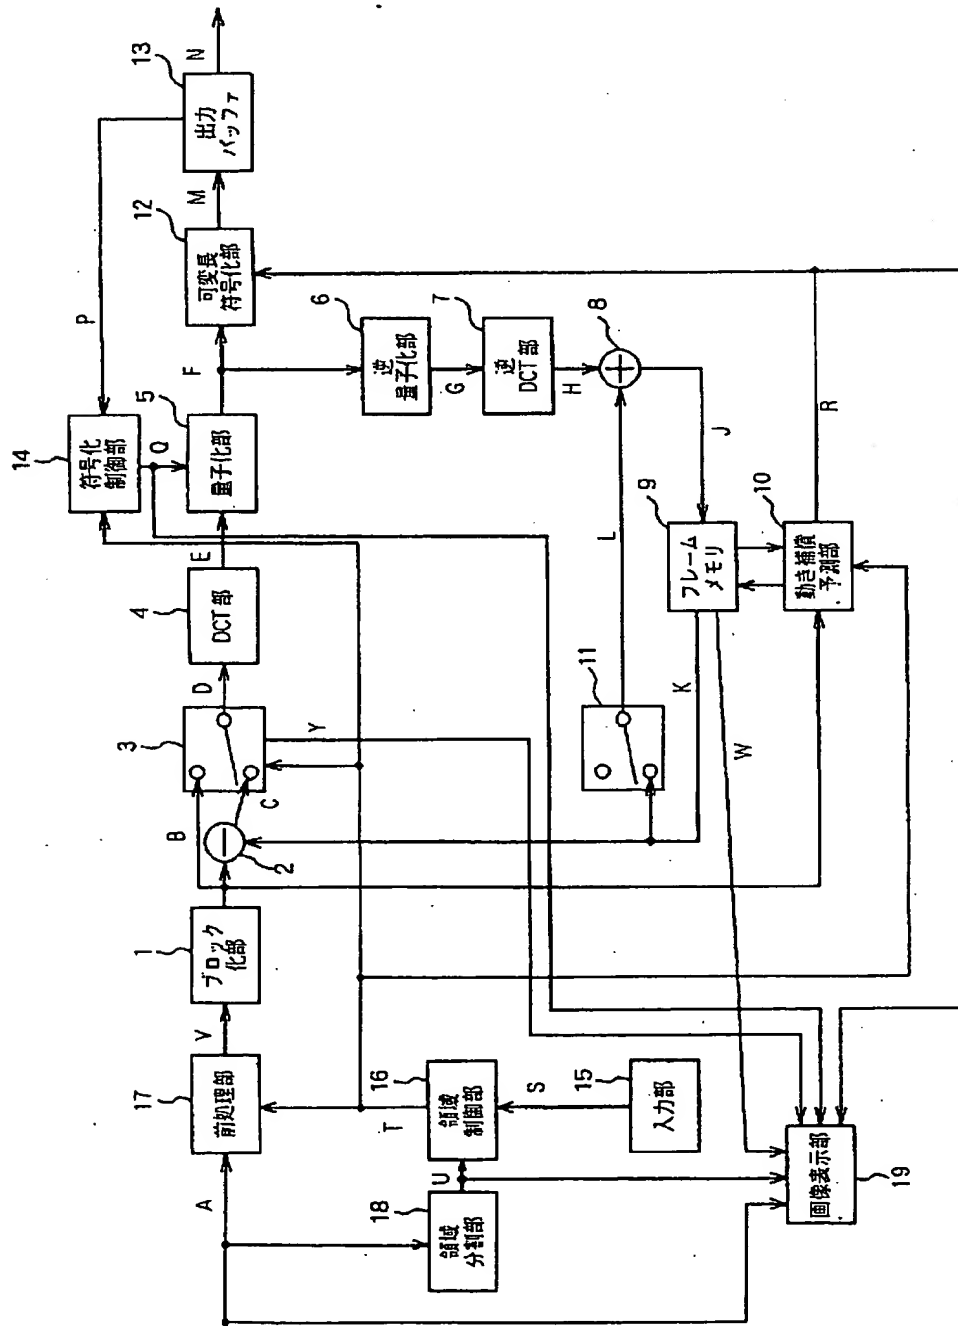 A
17
前処理部
V
1
ブロック
化部
B
2
C
3
D
4
DCT部
E
5
量子化部
F
12
可変長
符号化部
M
13
出力
バッファ
N
P
14
符号化
制御部
Q
6
逆
量子化部
G
7
逆
DCT部
H
8
J
L
9
フレーム
メモリ
10
動き補償
予測部
R
11
K
W
Y
T
16
領域
制御部
S
15
入力部
U
18
領域
分割部
画像表示部
19